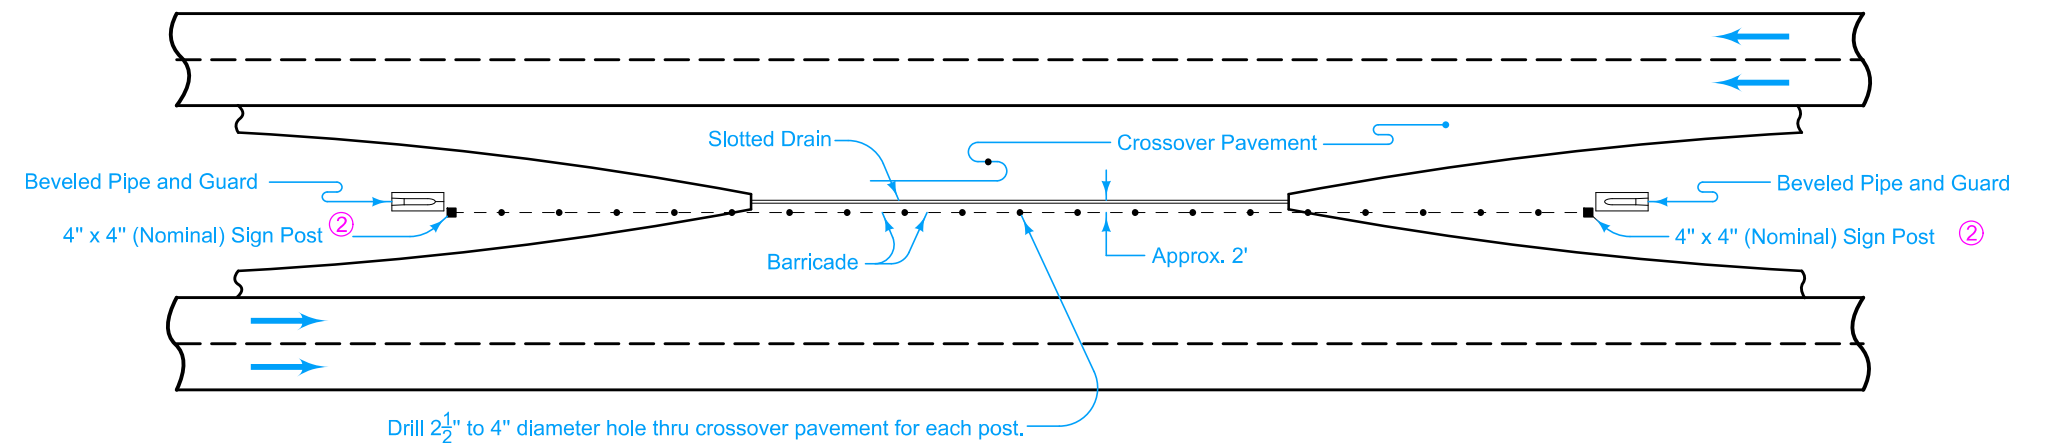 Slotted Drain
Crossover Pavement
Beveled Pipe and Guard
Beveled Pipe and Guard
4" x 4" (Nominal) Sign Post ②
4" x 4" (Nominal) Sign Post ②
Barricade
Approx. 2'
Drill 2 1/2" to 4" diameter hole thru crossover pavement for each post.